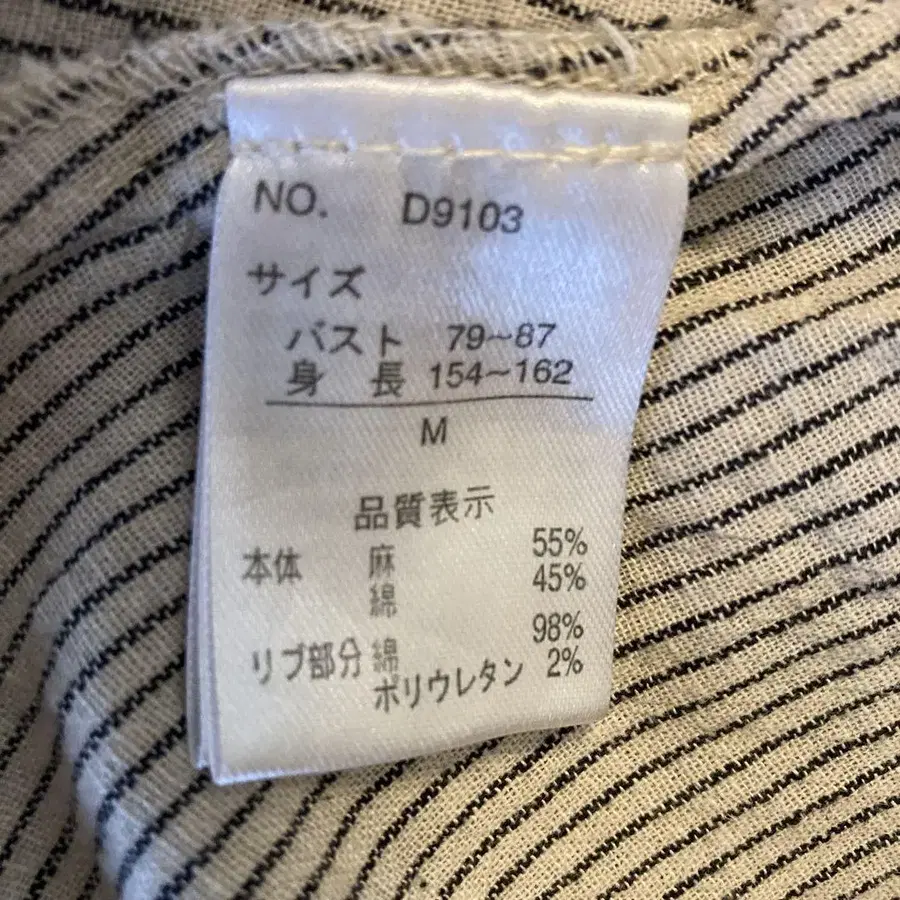 NO. D9103
サイズ
バスト 79~87
身 長 154~162
M
品質表示
本体 麻 55%
綿 45%
リブ部分 綿 98%
ポリウレタン 2%